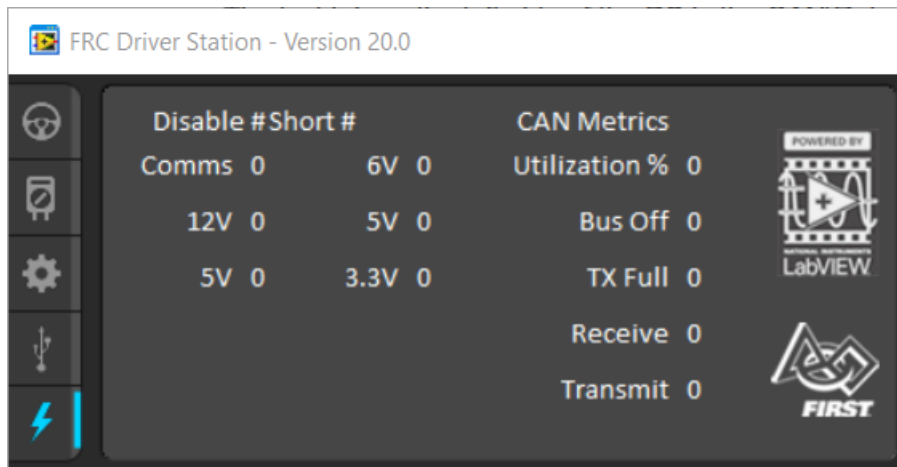 FRC Driver Station - Version 20.0
Disable # Short # CAN Metrics
Comms 0 6V 0 Utilization % 0
12V 0 5V 0 Bus Off 0
5V 0 3.3V 0 TX Full 0
Receive 0
Transmit 0
POWERED BY
NATIONAL INSTRUMENTS
LabVIEW
FIRST